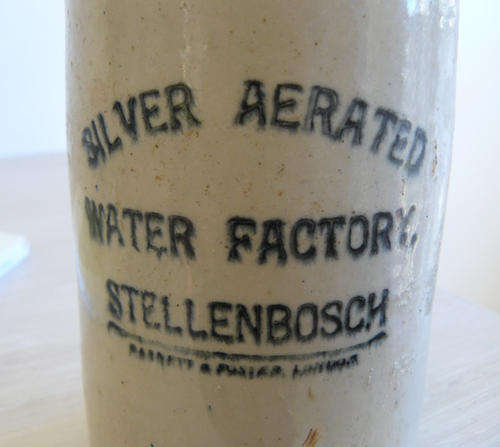 SILVER AERATED
WATER FACTORY.
STELLENBOSCH